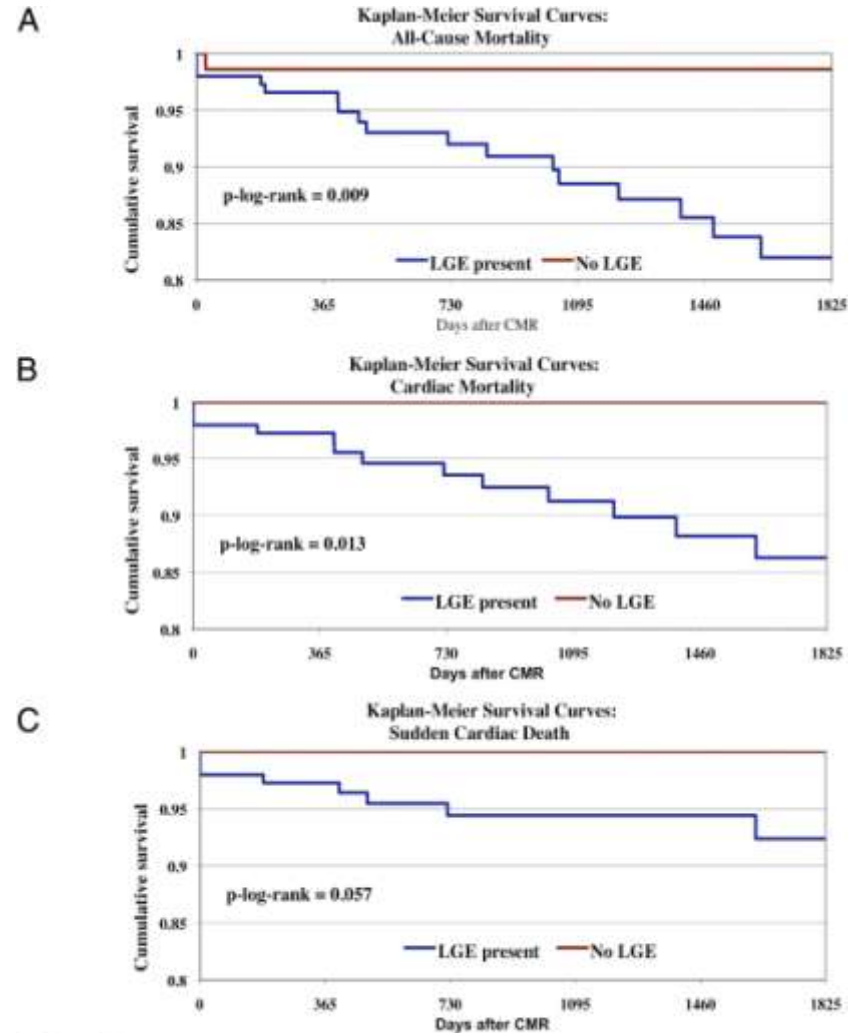 A
Kaplan-Meier Survival Curves:
All-Cause Mortality
1
0.95
0.9
0.85
0.8
Cumulative survival
p-log-rank = 0.009
LGE present No LGE
0 365 730 1095 1460 1825
Days after CMR
B
Kaplan-Meier Survival Curves:
Cardiac Mortality
1
0.95
0.9
0.85
0.8
Cumulative survival
p-log-rank = 0.013
LGE present No LGE
0 365 730 1095 1460 1825
Days after CMR
C
Kaplan-Meier Survival Curves:
Sudden Cardiac Death
1
0.95
0.9
0.85
0.8
Cumulative survival
p-log-rank = 0.057
LGE present No LGE
0 365 730 1095 1460 1825
Days after CMR